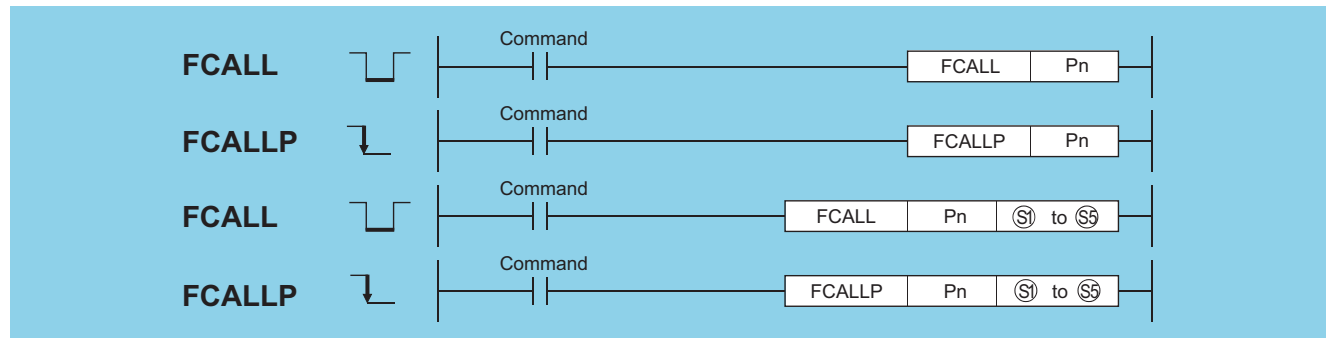 Command
FCALL FCALL Pn
Command
FCALLP FCALLP Pn
Command
FCALL FCALL Pn S1 to S5
Command
FCALLP FCALLP Pn S1 to S5